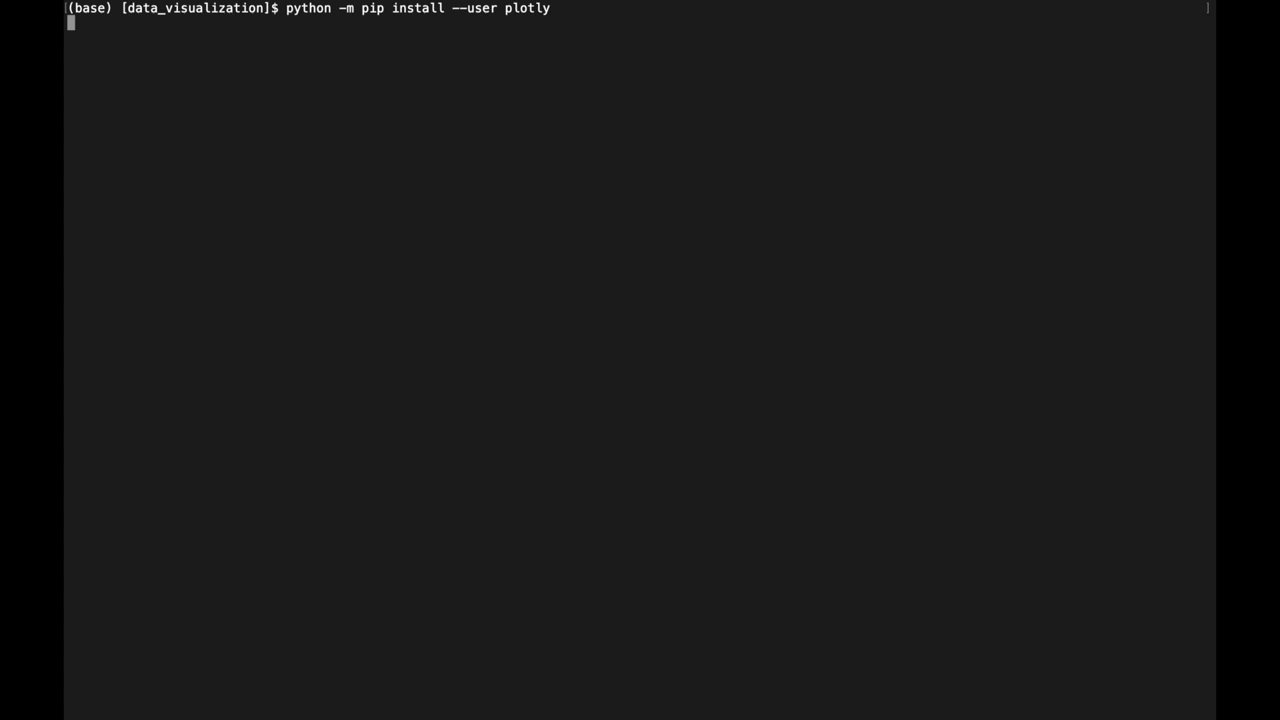 (base) [data_visualization]$ python -m pip install --user plotly